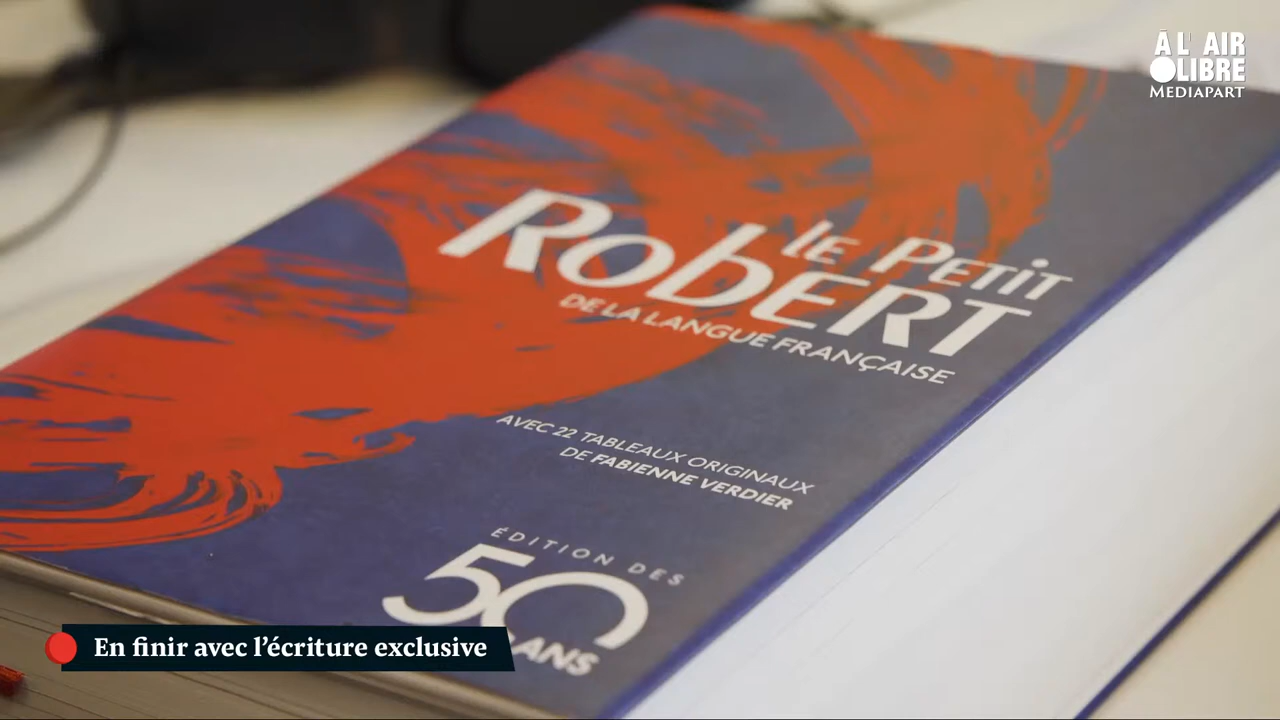 À L' AIR
LIBRE
MEDIAPART
LE PETIT
ROBERT
DE LA LANGUE FRANÇAISE
AVEC 22 TABLEAUX ORIGINAUX
DE FABIENNE VERDIER
ÉDITION DES
50
ANS
En finir avec l'écriture exclusive